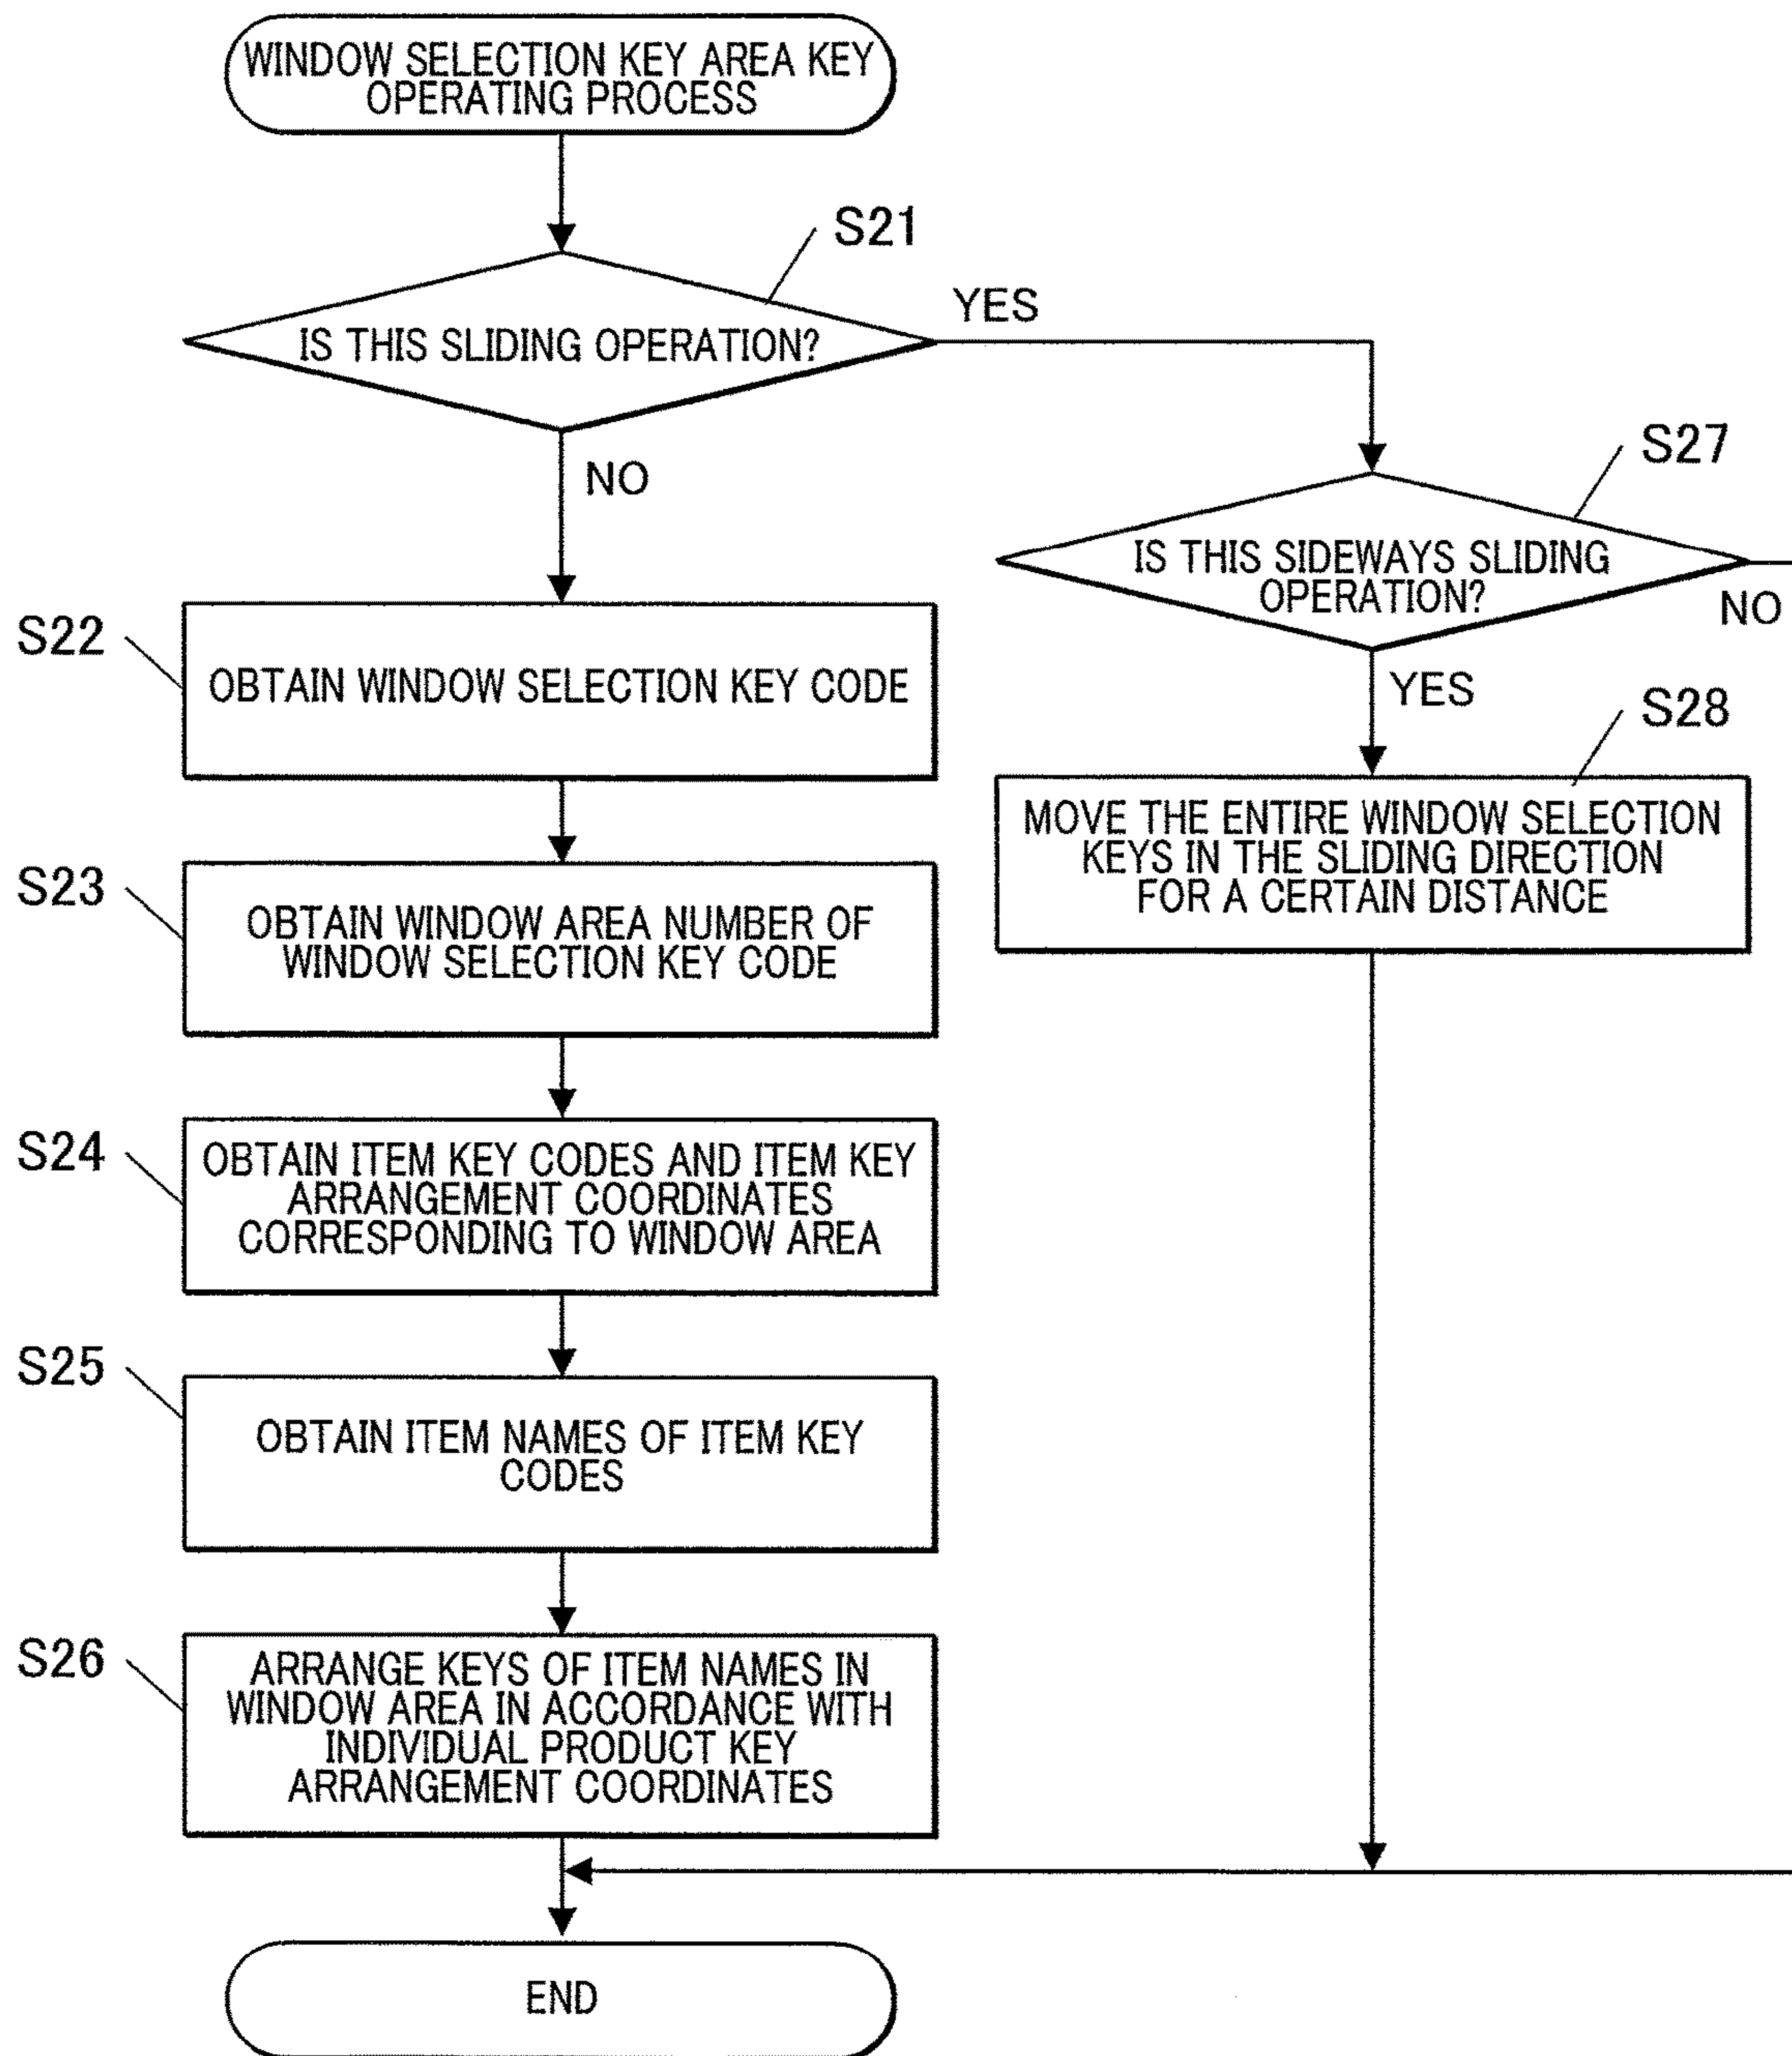 WINDOW SELECTION KEY AREA KEY
OPERATING PROCESS
S21
IS THIS SLIDING OPERATION?
YES
NO
S22
OBTAIN WINDOW SELECTION KEY CODE
S23
OBTAIN WINDOW AREA NUMBER OF
WINDOW SELECTION KEY CODE
S24
OBTAIN ITEM KEY CODES AND ITEM KEY
ARRANGEMENT COORDINATES
CORRESPONDING TO WINDOW AREA
S25
OBTAIN ITEM NAMES OF ITEM KEY
CODES
S26
ARRANGE KEYS OF ITEM NAMES IN
WINDOW AREA IN ACCORDANCE WITH
INDIVIDUAL PRODUCT KEY
ARRANGEMENT COORDINATES
S27
IS THIS SIDEWAYS SLIDING
OPERATION?
NO
YES
S28
MOVE THE ENTIRE WINDOW SELECTION
KEYS IN THE SLIDING DIRECTION
FOR A CERTAIN DISTANCE
END